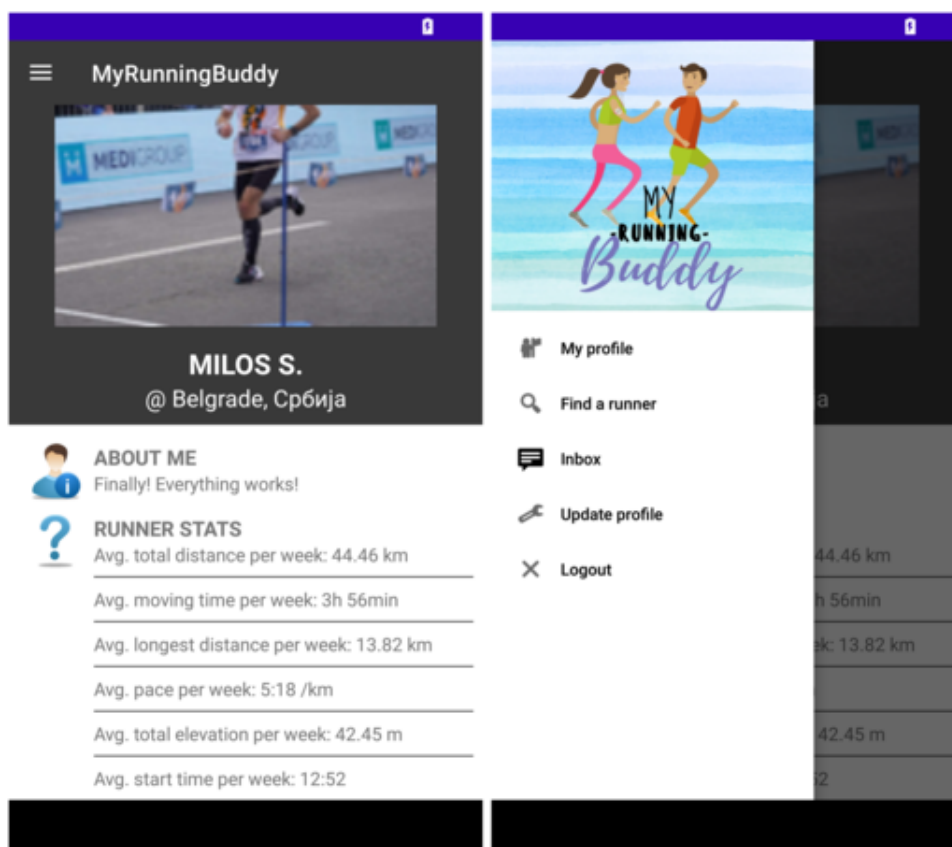 MyRunningBuddy
MEDIGROUP
MEDIGRO
MILOS S.
@ Belgrade, Србија
ABOUT ME
Finally! Everything works!
RUNNER STATS
Avg. total distance per week: 44.46 km
Avg. moving time per week: 3h 56min
Avg. longest distance per week: 13.82 km
Avg. pace per week: 5:18 /km
Avg. total elevation per week: 42.45 m
Avg. start time per week: 12:52
MY
-RUNNING-
Buddy
My profile
Find a runner
Inbox
Update profile
Logout
a
44.46 km
h 56min
ek: 13.82 km
42.45 m
52